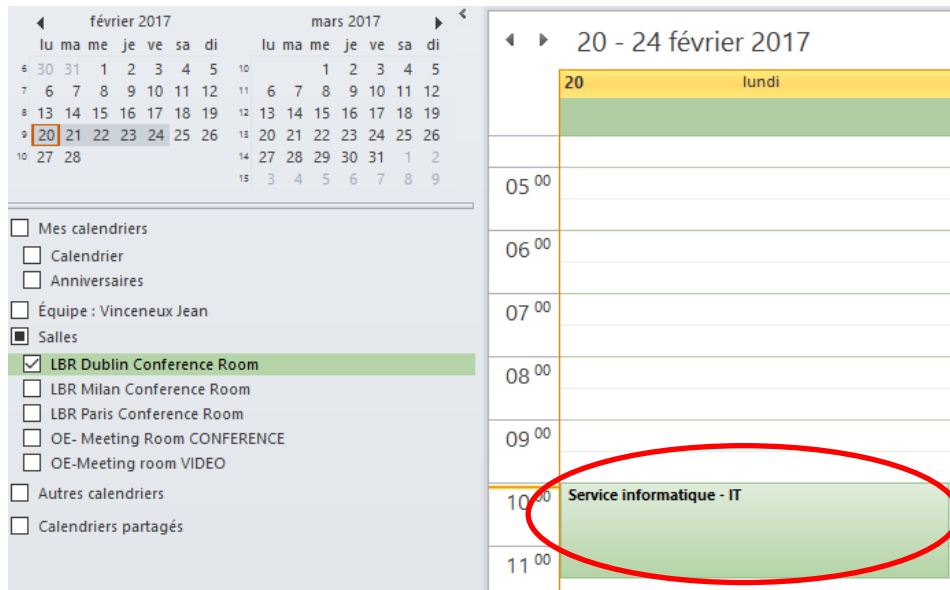 février 2017
lu ma me je ve sa di
6 30 31 1 2 3 4 5
7 6 7 8 9 10 11 12
8 13 14 15 16 17 18 19
9 20 21 22 23 24 25 26
10 27 28
mars 2017
lu ma me je ve sa di
10 1 2 3 4 5
11 6 7 8 9 10 11 12
12 13 14 15 16 17 18 19
13 20 21 22 23 24 25 26
14 27 28 29 30 31 1 2
15 3 4 5 6 7 8 9
Mes calendriers
Calendrier
Anniversaires
Équipe : Vinceneux Jean
Salles
LBR Dublin Conference Room
LBR Milan Conference Room
LBR Paris Conference Room
OE- Meeting Room CONFERENCE
OE-Meeting room VIDEO
Autres calendriers
Calendriers partagés
20 - 24 février 2017
20 lundi
05 00
06 00
07 00
08 00
09 00
10 00 Service informatique - IT
11 00